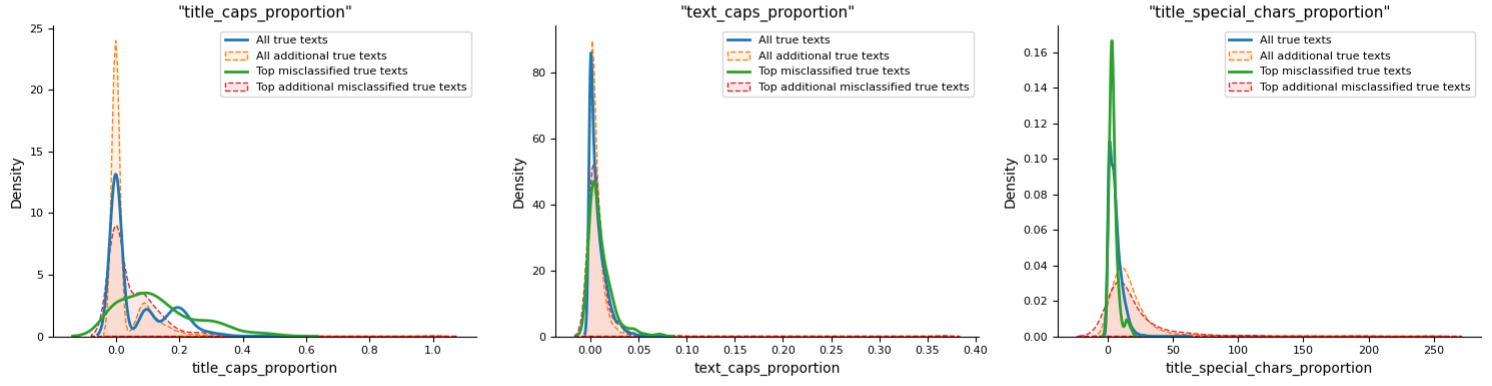 "title_caps_proportion"
25
20
15
10
5
0
Density
0.0 0.2 0.4 0.6 0.8 1.0
title_caps_proportion
All true texts
All additional true texts
Top misclassified true texts
Top additional misclassified true texts
"text_caps_proportion"
80
60
40
20
0
Density
0.00 0.05 0.10 0.15 0.20 0.25 0.30 0.35 0.40
text_caps_proportion
All true texts
All additional true texts
Top misclassified true texts
Top additional misclassified true texts
"title_special_chars_proportion"
0.16
0.14
0.12
0.10
0.08
0.06
0.04
0.02
0.00
Density
0 50 100 150 200 250
title_special_chars_proportion
All true texts
All additional true texts
Top misclassified true texts
Top additional misclassified true texts